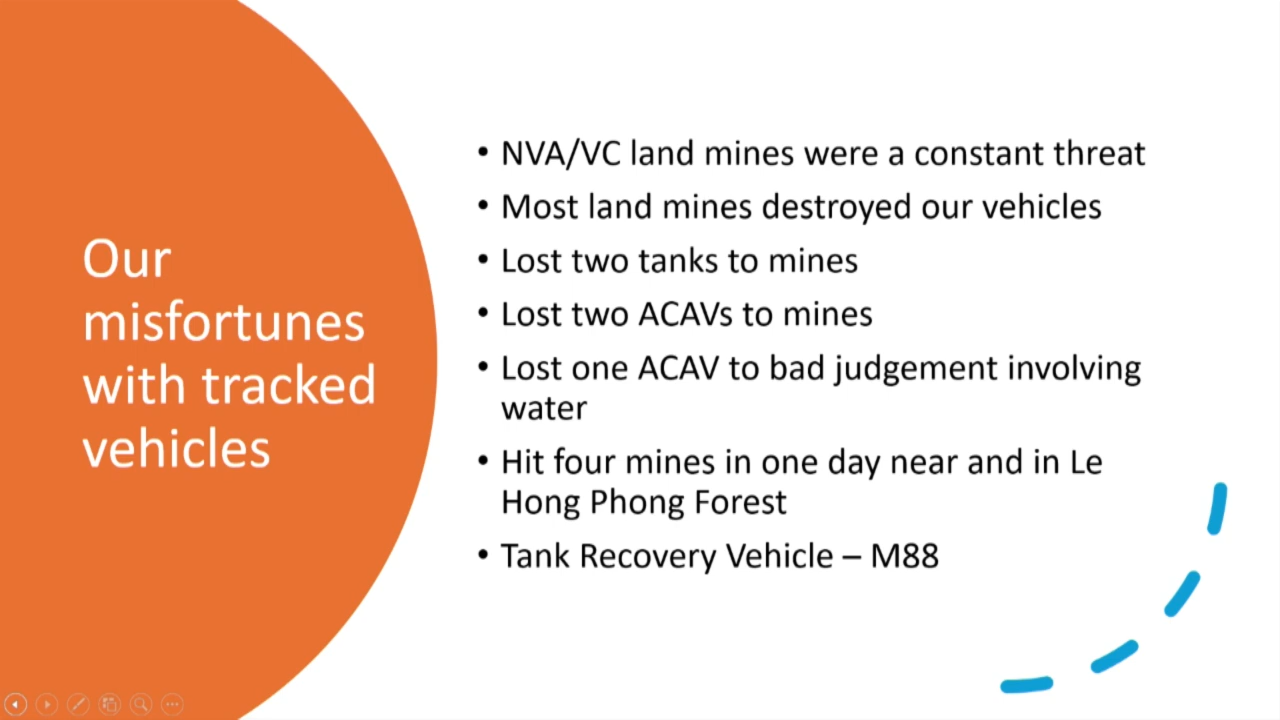 Our
misfortunes
with tracked
vehicles
• NVA/VC land mines were a constant threat
• Most land mines destroyed our vehicles
• Lost two tanks to mines
• Lost two ACAVs to mines
• Lost one ACAV to bad judgement involving
water
• Hit four mines in one day near and in Le
Hong Phong Forest
• Tank Recovery Vehicle – M88